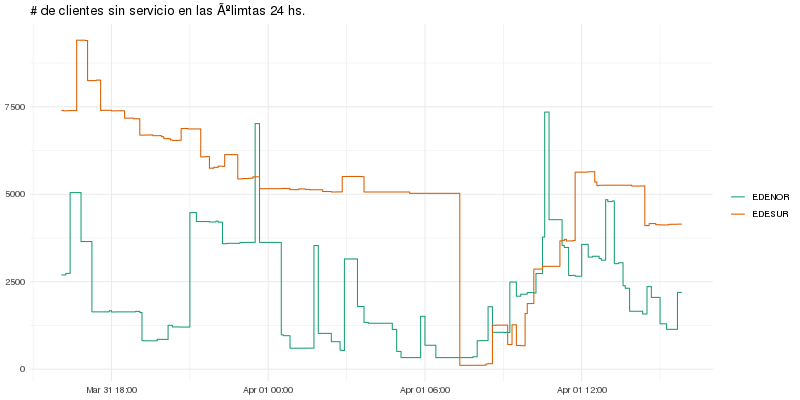 # de clientes sin servicio en las Ãºlimtas 24 hs.
7500
5000
2500
0
Mar 31 18:00
Apr 01 00:00
Apr 01 06:00
Apr 01 12:00
EDENOR
EDESUR